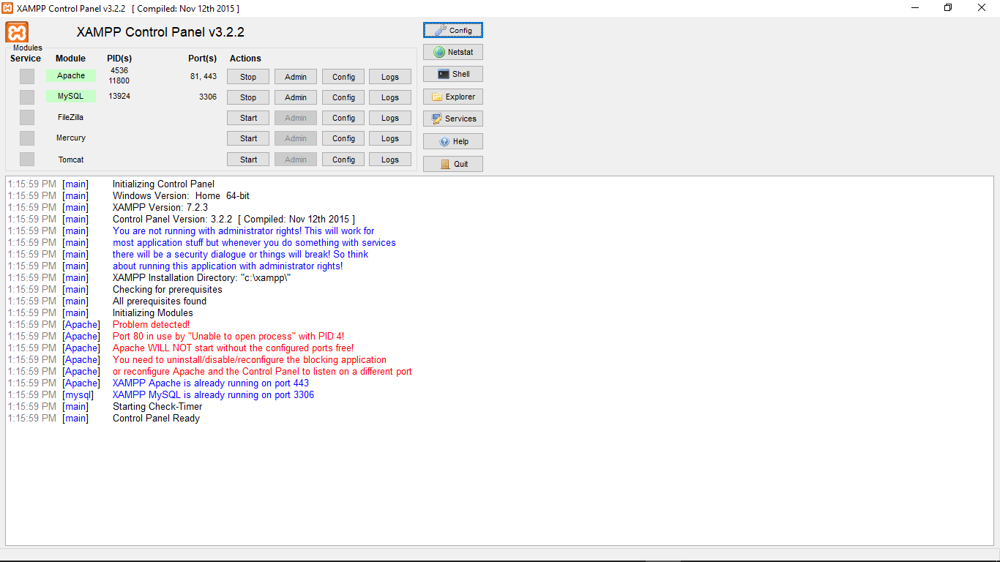 XAMPP Control Panel v3.2.2 [ Compiled: Nov 12th 2015 ]
XAMPP Control Panel v3.2.2
Config
Modules
Service Module PID(s) Port(s) Actions
Netstat
Apache 4536 11800 81, 443 Stop Admin Config Logs
Shell
MySQL 13924 3306 Stop Admin Config Logs
Explorer
FileZilla Start Admin Config Logs
Services
Mercury Start Admin Config Logs
Help
Tomcat Start Admin Config Logs
Quit
1:15:59 PM [main] Initializing Control Panel
1:15:59 PM [main] Windows Version: Home 64-bit
1:15:59 PM [main] XAMPP Version: 7.2.3
1:15:59 PM [main] Control Panel Version: 3.2.2 [ Compiled: Nov 12th 2015 ]
1:15:59 PM [main] You are not running with administrator rights! This will work for
1:15:59 PM [main] most application stuff but whenever you do something with services
1:15:59 PM [main] there will be a security dialogue or things will break! So think
1:15:59 PM [main] about running this application with administrator rights!
1:15:59 PM [main] XAMPP Installation Directory: "c:\xampp\"
1:15:59 PM [main] Checking for prerequisites
1:15:59 PM [main] All prerequisites found
1:15:59 PM [main] Initializing Modules
1:15:59 PM [Apache] Problem detected!
1:15:59 PM [Apache] Port 80 in use by "Unable to open process" with PID 4!
1:15:59 PM [Apache] Apache WILL NOT start without the configured ports free!
1:15:59 PM [Apache] You need to uninstall/disable/reconfigure the blocking application
1:15:59 PM [Apache] or reconfigure Apache and the Control Panel to listen on a different port
1:15:59 PM [Apache] XAMPP Apache is already running on port 443
1:15:59 PM [mysql] XAMPP MySQL is already running on port 3306
1:15:59 PM [main] Starting Check-Timer
1:15:59 PM [main] Control Panel Ready